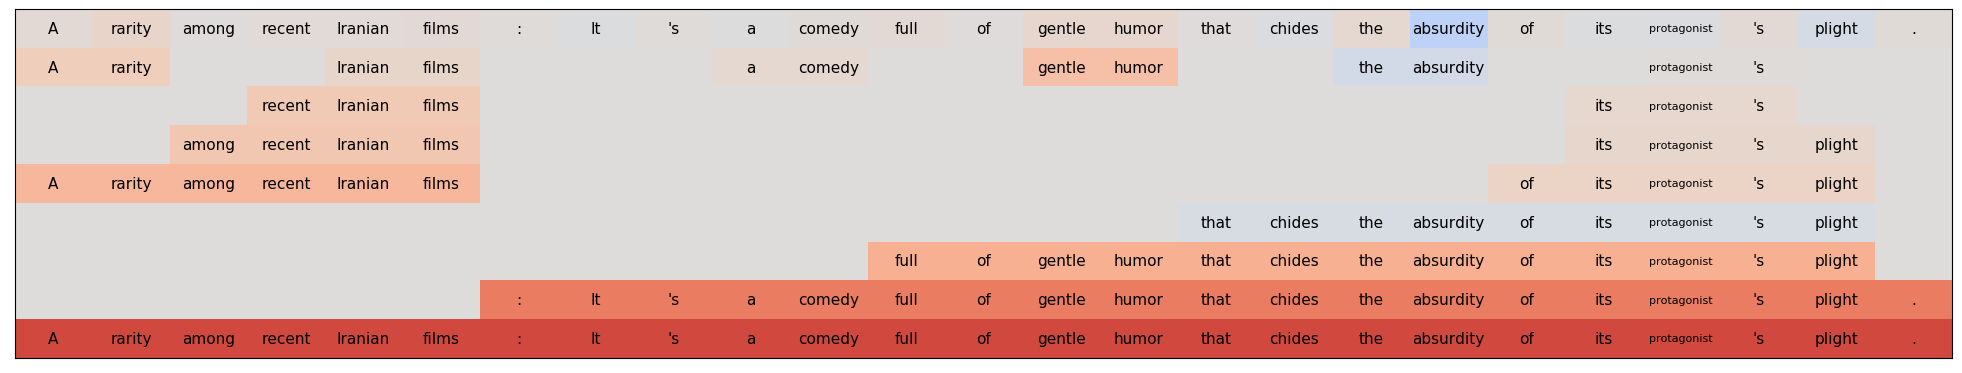 A rarity among recent Iranian films : It 's a comedy full of gentle humor that chides the absurdity of its protagonist 's plight .
A rarity Iranian films a comedy gentle humor the absurdity protagonist 's
recent Iranian films its protagonist 's
among recent Iranian films its protagonist 's plight
A rarity among recent Iranian films of its protagonist 's plight
that chides the absurdity of its protagonist 's plight
full of gentle humor that chides the absurdity of its protagonist 's plight
: It 's a comedy full of gentle humor that chides the absurdity of its protagonist 's plight .
A rarity among recent Iranian films : It 's a comedy full of gentle humor that chides the absurdity of its protagonist 's plight .